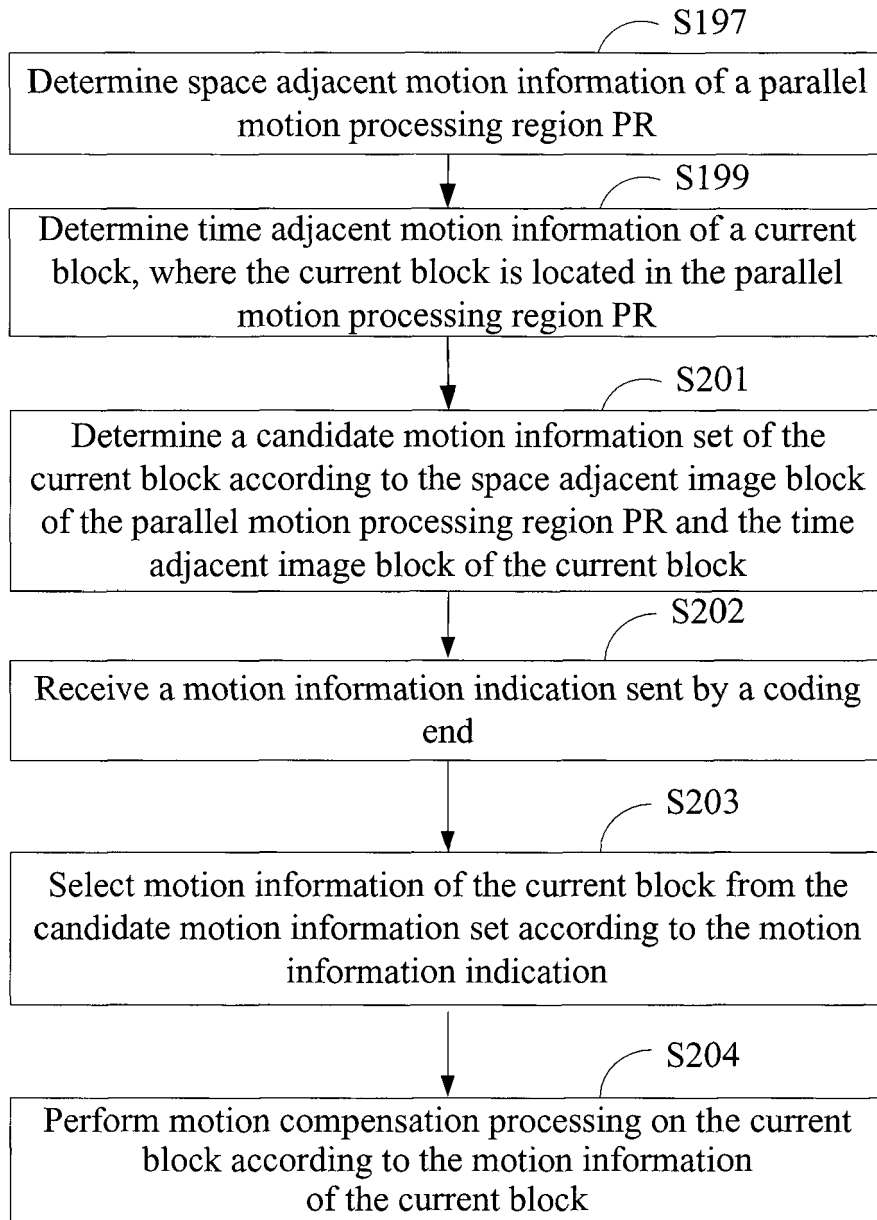 S197
Determine space adjacent motion information of a parallel
motion processing region PR
S199
Determine time adjacent motion information of a current
block, where the current block is located in the parallel
motion processing region PR
S201
Determine a candidate motion information set of the
current block according to the space adjacent image block
of the parallel motion processing region PR and the time
adjacent image block of the current block
S202
Receive a motion information indication sent by a coding
end
S203
Select motion information of the current block from the
candidate motion information set according to the motion
information indication
S204
Perform motion compensation processing on the current
block according to the motion information
of the current block